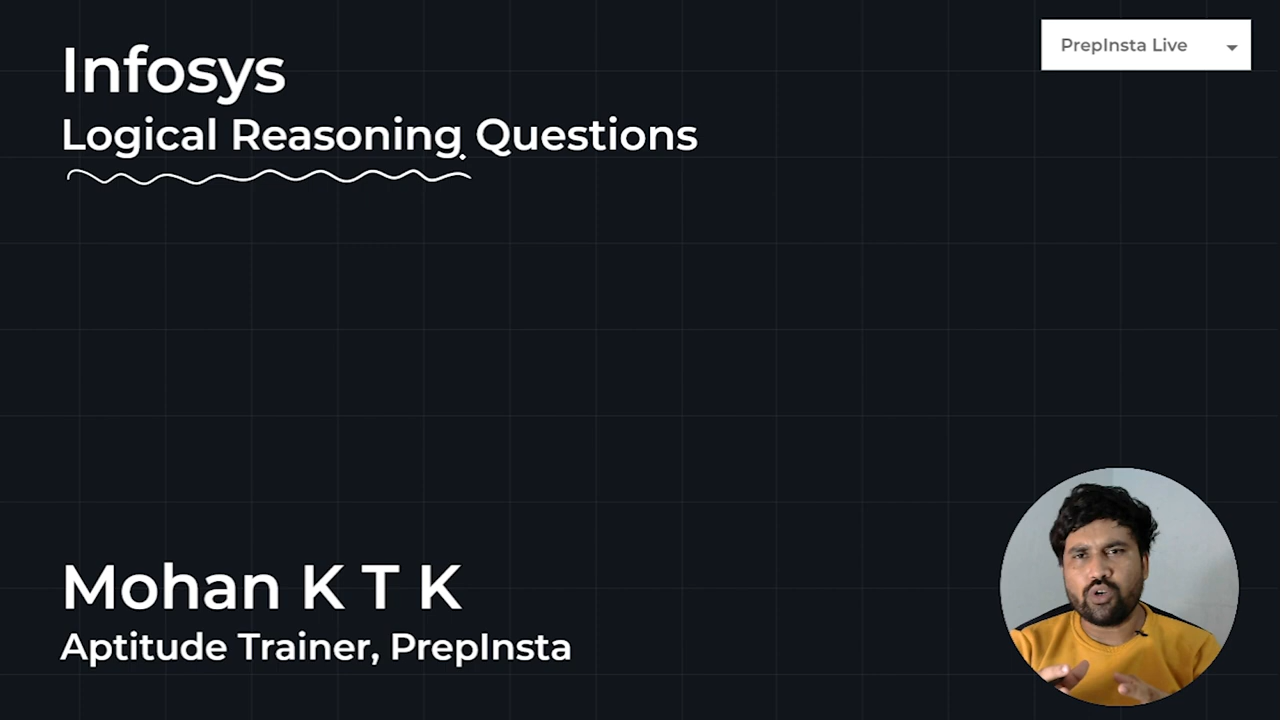 Infosys
PrepInsta Live
Logical Reasoning Questions
Mohan K T K
Aptitude Trainer, PrepInsta